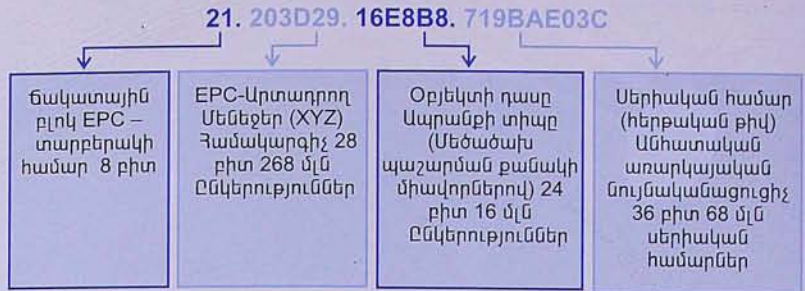 21. 203D29. 16E8B8. 719BAE03C
Ճակատային
բլոկ EPC –
տարբերակի
համար 8 բիտ
EPC-Արտադրող
Մենեջեր (XYZ)
Համակարգիչ 28
բիտ 268 մլն
Ընկերություններ
Օբյեկտի դասը
Ապրանքի տիպը
(Մեծածախ
պաշարման քանակի
միավորներով) 24
բիտ 16 մլն
Ընկերություններ
Սերիական համար
(հերթական թիվ)
Անհատական
առարկայական
նույնականացուցիչ
36 բիտ 68 մլն
սերիական
համարներ